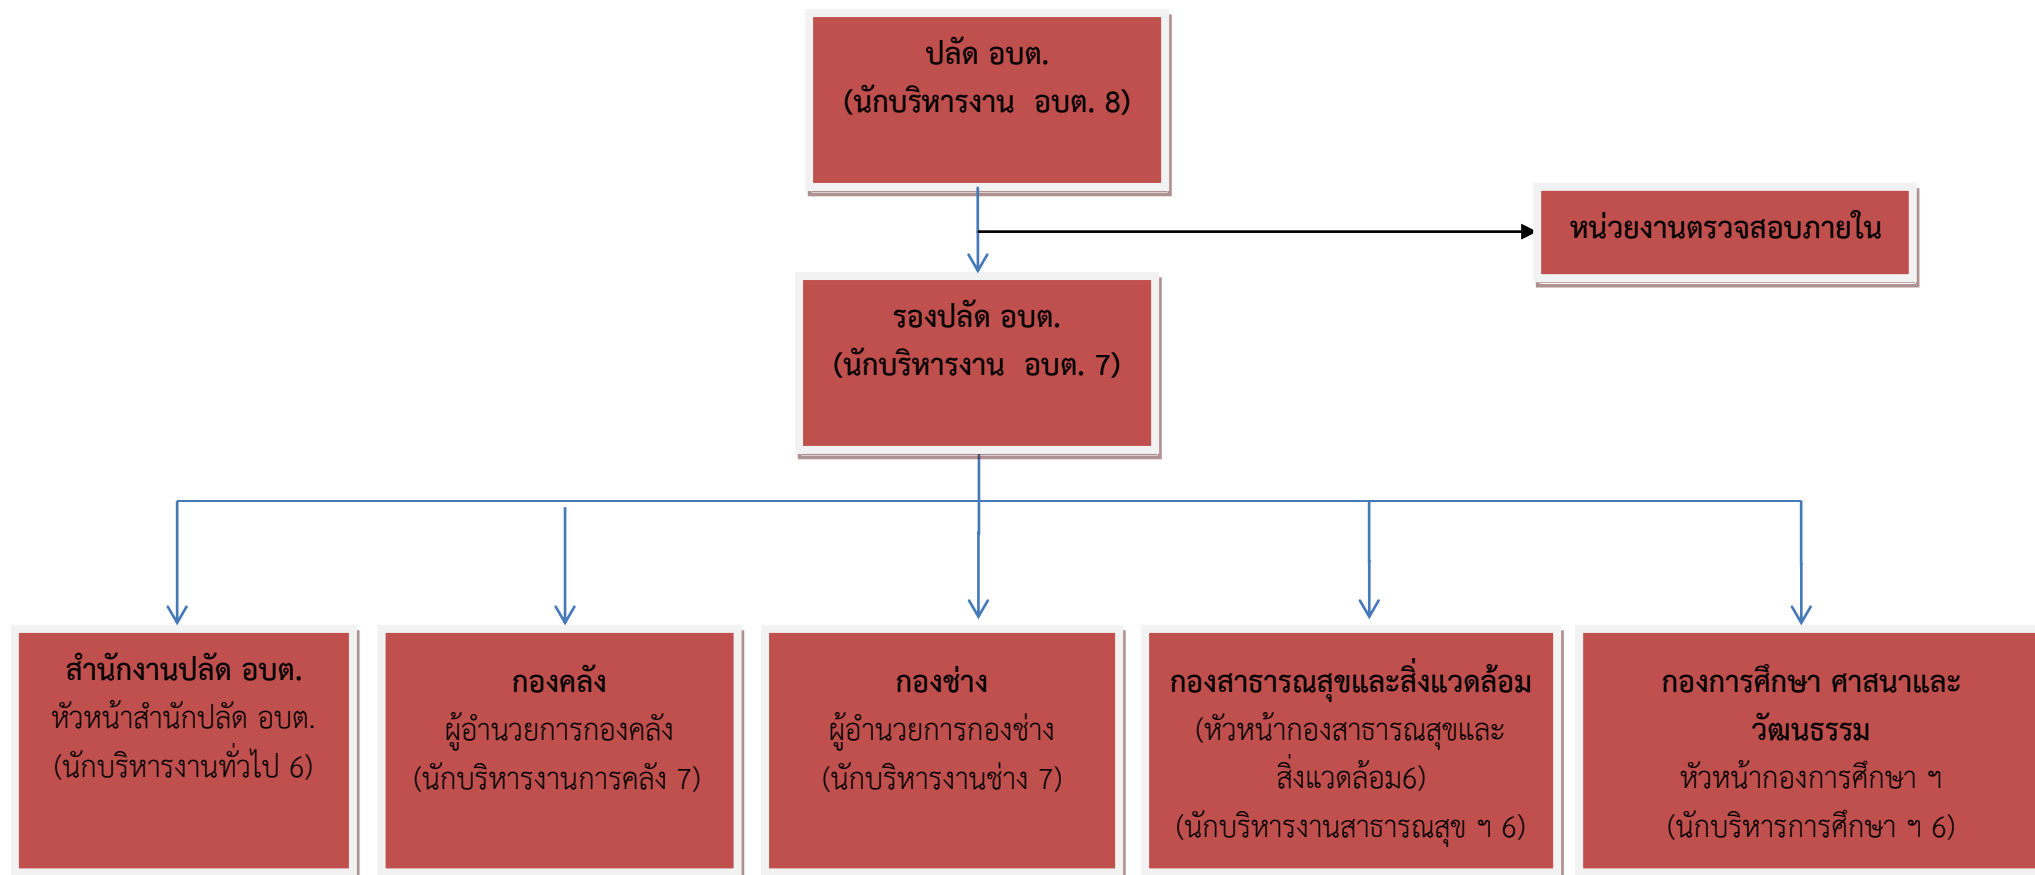 ปลัด อบต.
(นักบริหารงาน อบต. 8)
หน่วยงานตรวจสอบภายใน
รองปลัด อบต.
(นักบริหารงาน อบต. 7)
สำนักงานปลัด อบต.
หัวหน้าสำนักปลัด อบต.
(นักบริหารงานทั่วไป 6)
กองคลัง
ผู้อำนวยการกองคลัง
(นักบริหารงานการคลัง 7)
กองช่าง
ผู้อำนวยการกองช่าง
(นักบริหารงานช่าง 7)
กองสาธารณสุขและสิ่งแวดล้อม
(หัวหน้ากองสาธารณสุขและ
สิ่งแวดล้อม6)
(นักบริหารงานสาธารณสุข ฯ 6)
กองการศึกษา ศาสนาและ
วัฒนธรรม
หัวหน้ากองการศึกษา ฯ
(นักบริหารการศึกษา ฯ 6)